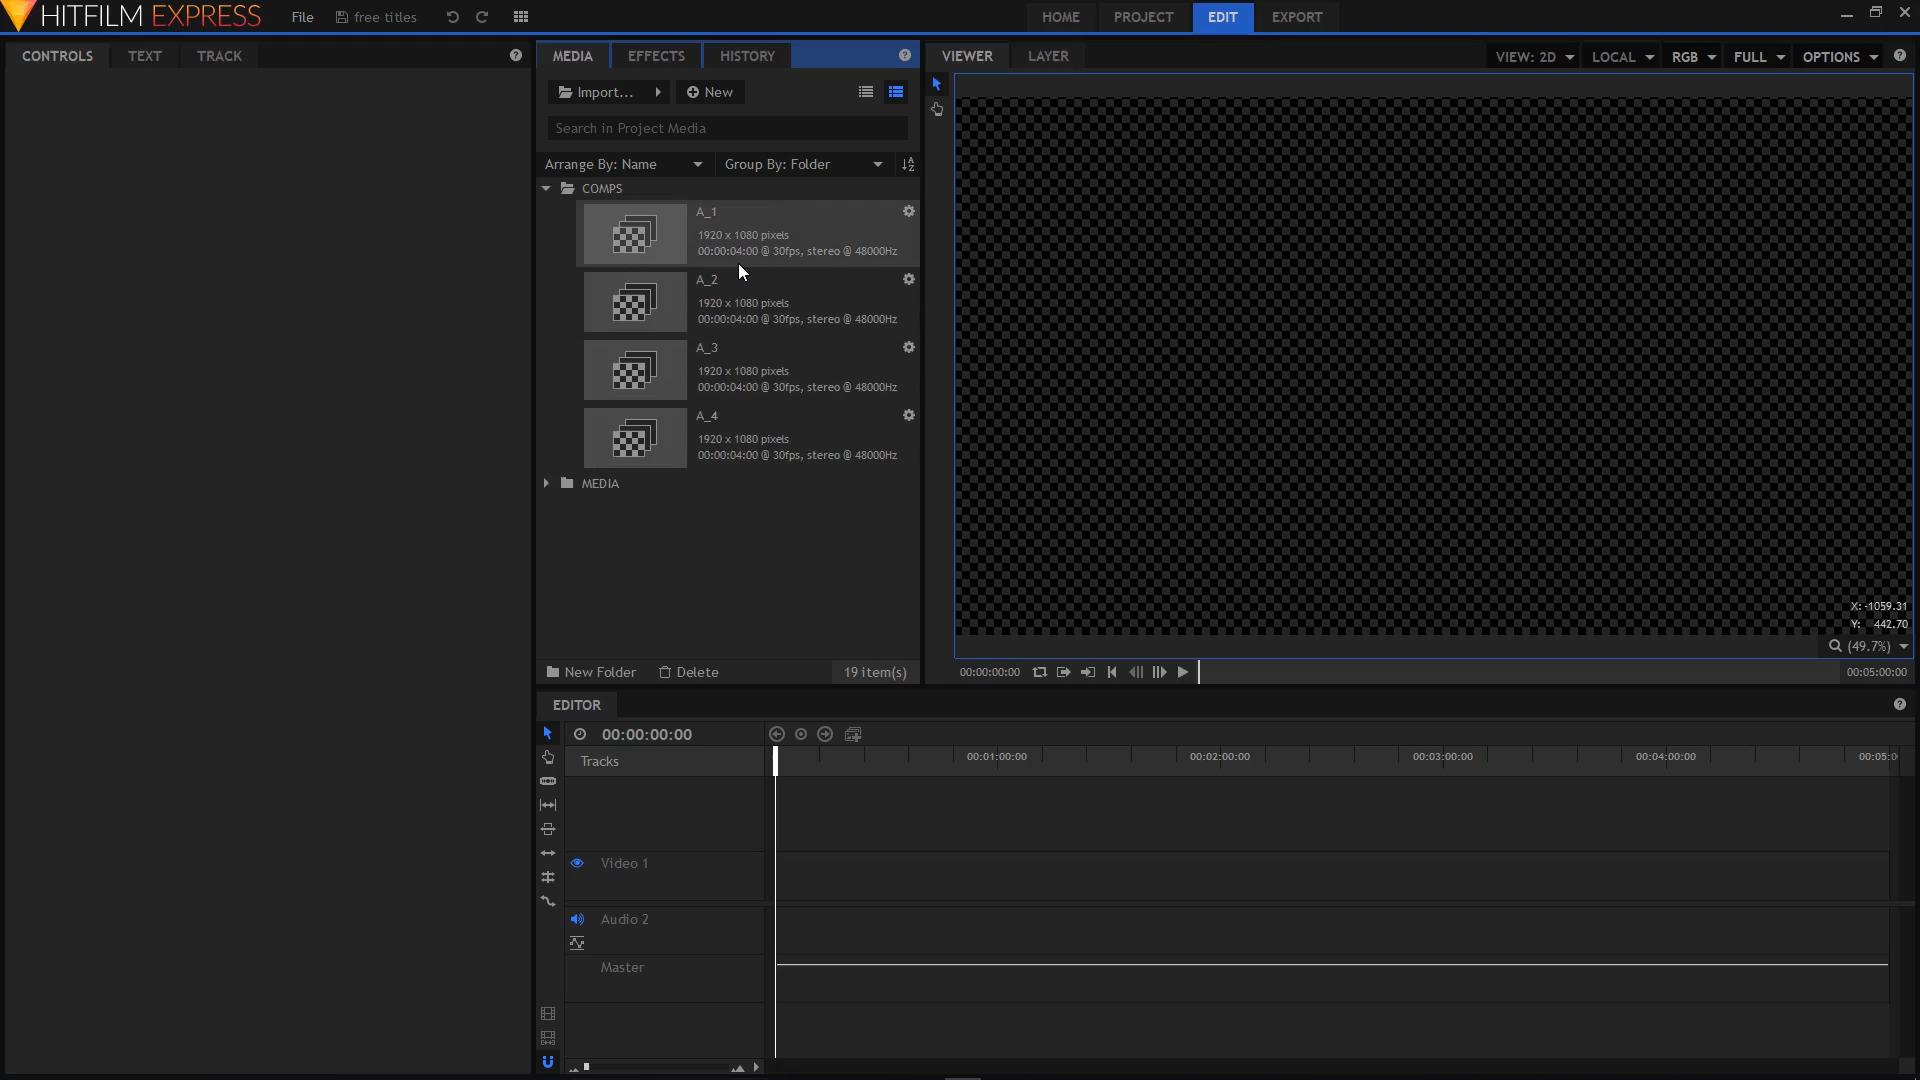 HITFILM EXPRESS
File
free titles
HOME
PROJECT
EDIT
EXPORT
CONTROLS
TEXT
TRACK
MEDIA
EFFECTS
HISTORY
Import...
New
Search in Project Media
Arrange By: Name
Group By: Folder
COMPS
A_1
1920 x 1080 pixels
00:00:04:00 @ 30fps, stereo @ 48000Hz
A_2
1920 x 1080 pixels
00:00:04:00 @ 30fps, stereo @ 48000Hz
A_3
1920 x 1080 pixels
00:00:04:00 @ 30fps, stereo @ 48000Hz
A_4
1920 x 1080 pixels
00:00:04:00 @ 30fps, stereo @ 48000Hz
MEDIA
New Folder
Delete
19 item(s)
VIEWER
LAYER
VIEW: 2D
LOCAL
RGB
FULL
OPTIONS
X: -1059.31
Y: 442.70
(49.7%)
00:00:00:00
00:05:00:00
EDITOR
00:00:00:00
Tracks
00:01:00:00
00:02:00:00
00:03:00:00
00:04:00:00
00:05:0
Video 1
Audio 2
Master